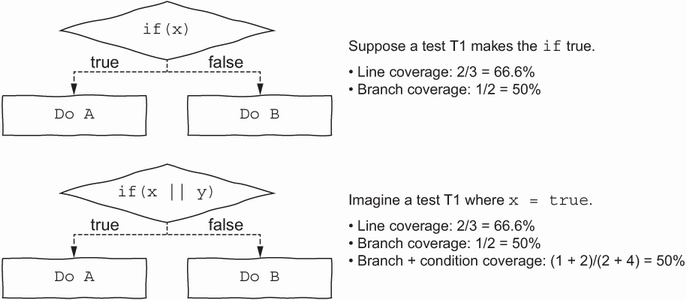 if(x)
true
false
Do A
Do B
Suppose a test T1 makes the if true.
• Line coverage: 2/3 = 66.6%
• Branch coverage: 1/2 = 50%
if(x || y)
true
false
Do A
Do B
Imagine a test T1 where x = true.
• Line coverage: 2/3 = 66.6%
• Branch coverage: 1/2 = 50%
• Branch + condition coverage: (1 + 2)/(2 + 4) = 50%